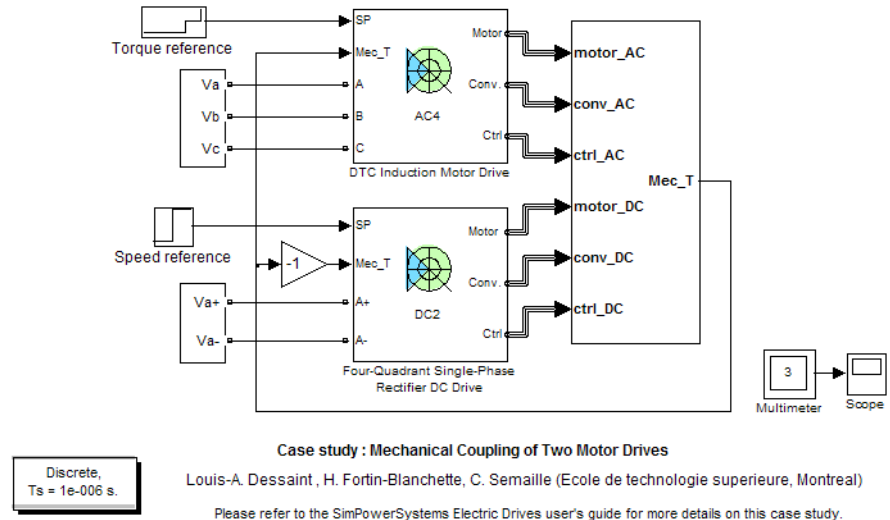 SP
Motor
Torque reference
Mec_T
motor_AC
Va
A
Conv.
conv_AC
Vb
B
AC4
Vc
C
Ctrl
ctrl_AC
DTC Induction Motor Drive
Mec_T
SP
motor_DC
Motor
Speed reference
-1
Mec_T
conv_DC
Conv.
Va+
A+
DC2
ctrl_DC
Va-
A-
Ctrl
Four-Quadrant Single-Phase
Rectifier DC Drive
3
Multimeter
Scope
Case study : Mechanical Coupling of Two Motor Drives
Discrete,
Ts = 1e-006 s.
Louis-A. Dessaint , H. Fortin-Blanchette, C. Semaille (Ecole de technologie superieure, Montreal)
Please refer to the SimPowerSystems Electric Drives user's guide for more details on this case study.